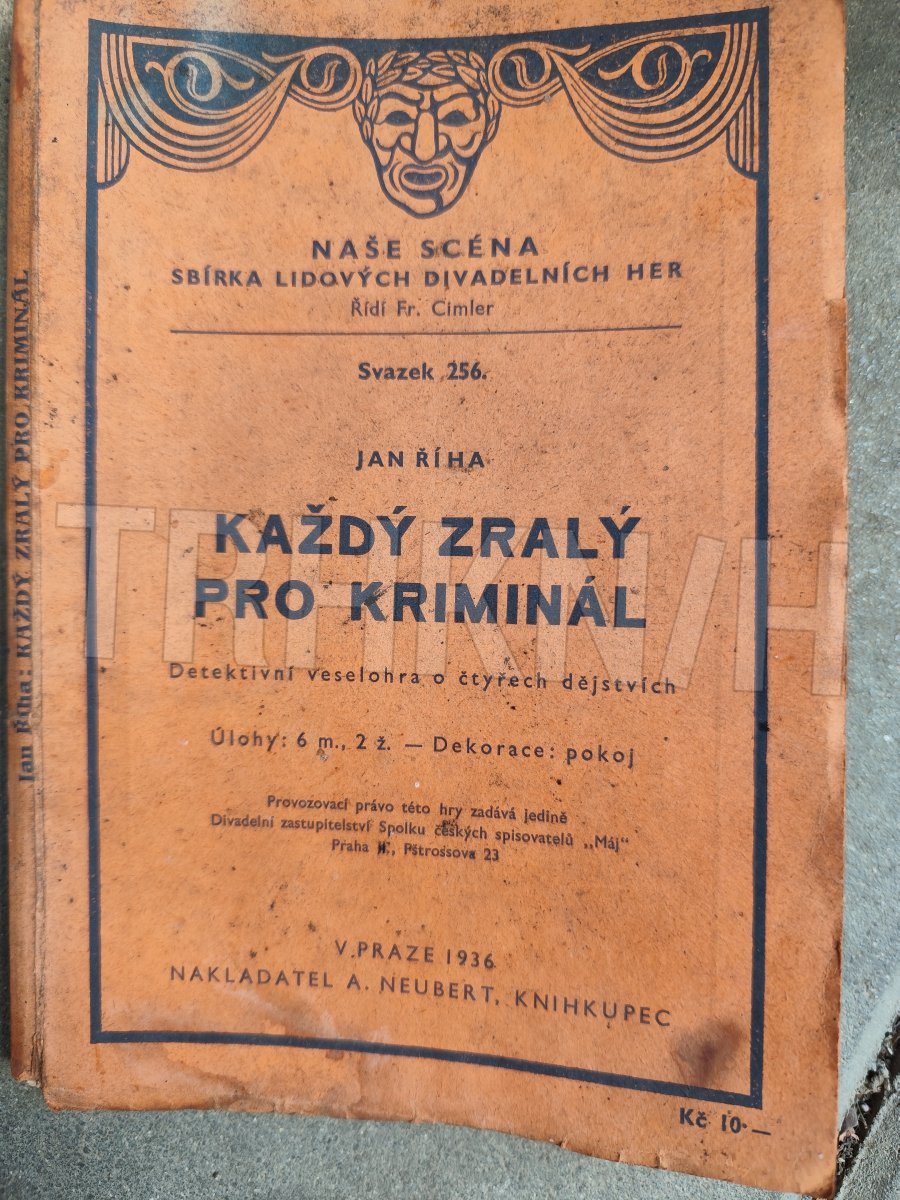 NAŠE SCÉNA
SBÍRKA LIDOVÝCH DIVADELNÍCH HER
Řídí Fr. Cimler
Svazek 256.
JAN ŘÍHA
KAŽDÝ ZRALÝ
PRO KRIMINÁL
Detektivní veselohra o čtyřech dějstvích
Úlohy: 6 m., 2 ž. — Dekorace: pokoj
Provozovací právo této hry zadává jedině
Divadelní zastupitelství Spolku českých spisovatelů „Máj"
Praha II., Pštrossova 23
V PRAZE 1936
NAKLADATEL A. NEUBERT, KNIHKUPEC
Kč 10·—
Jan Říha: KAŽDÝ ZRALÝ PRO KRIMINÁL
TRHKN/H